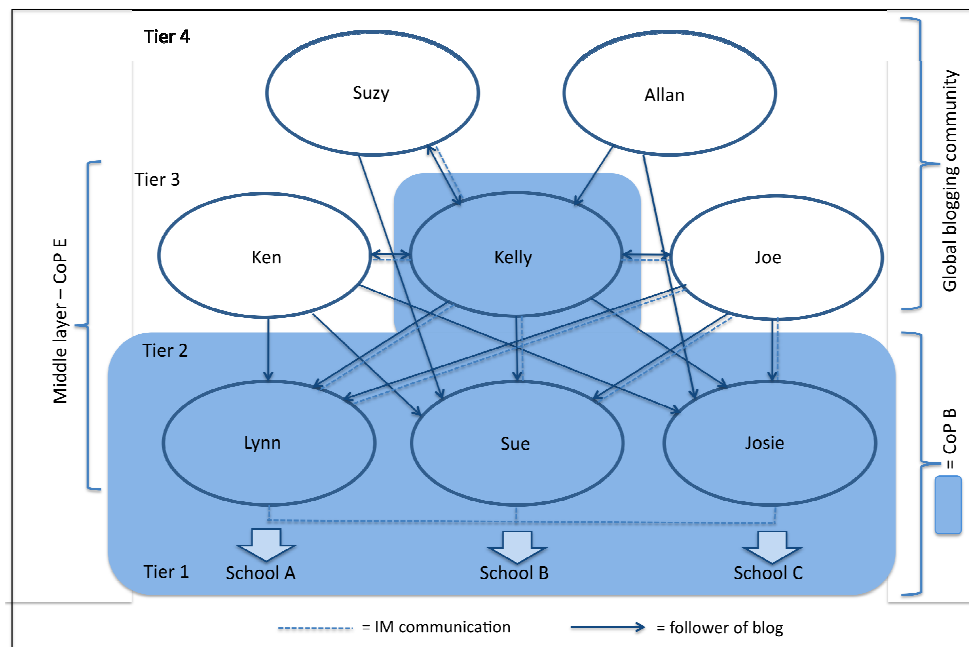 Tier 4
Suzy
Allan
Global blogging community
Tier 3
Middle layer – CoP E
Ken
Kelly
Joe
Tier 2
Lynn
Sue
Josie
= CoP B
Tier 1
School A
School B
School C
= IM communication
= follower of blog